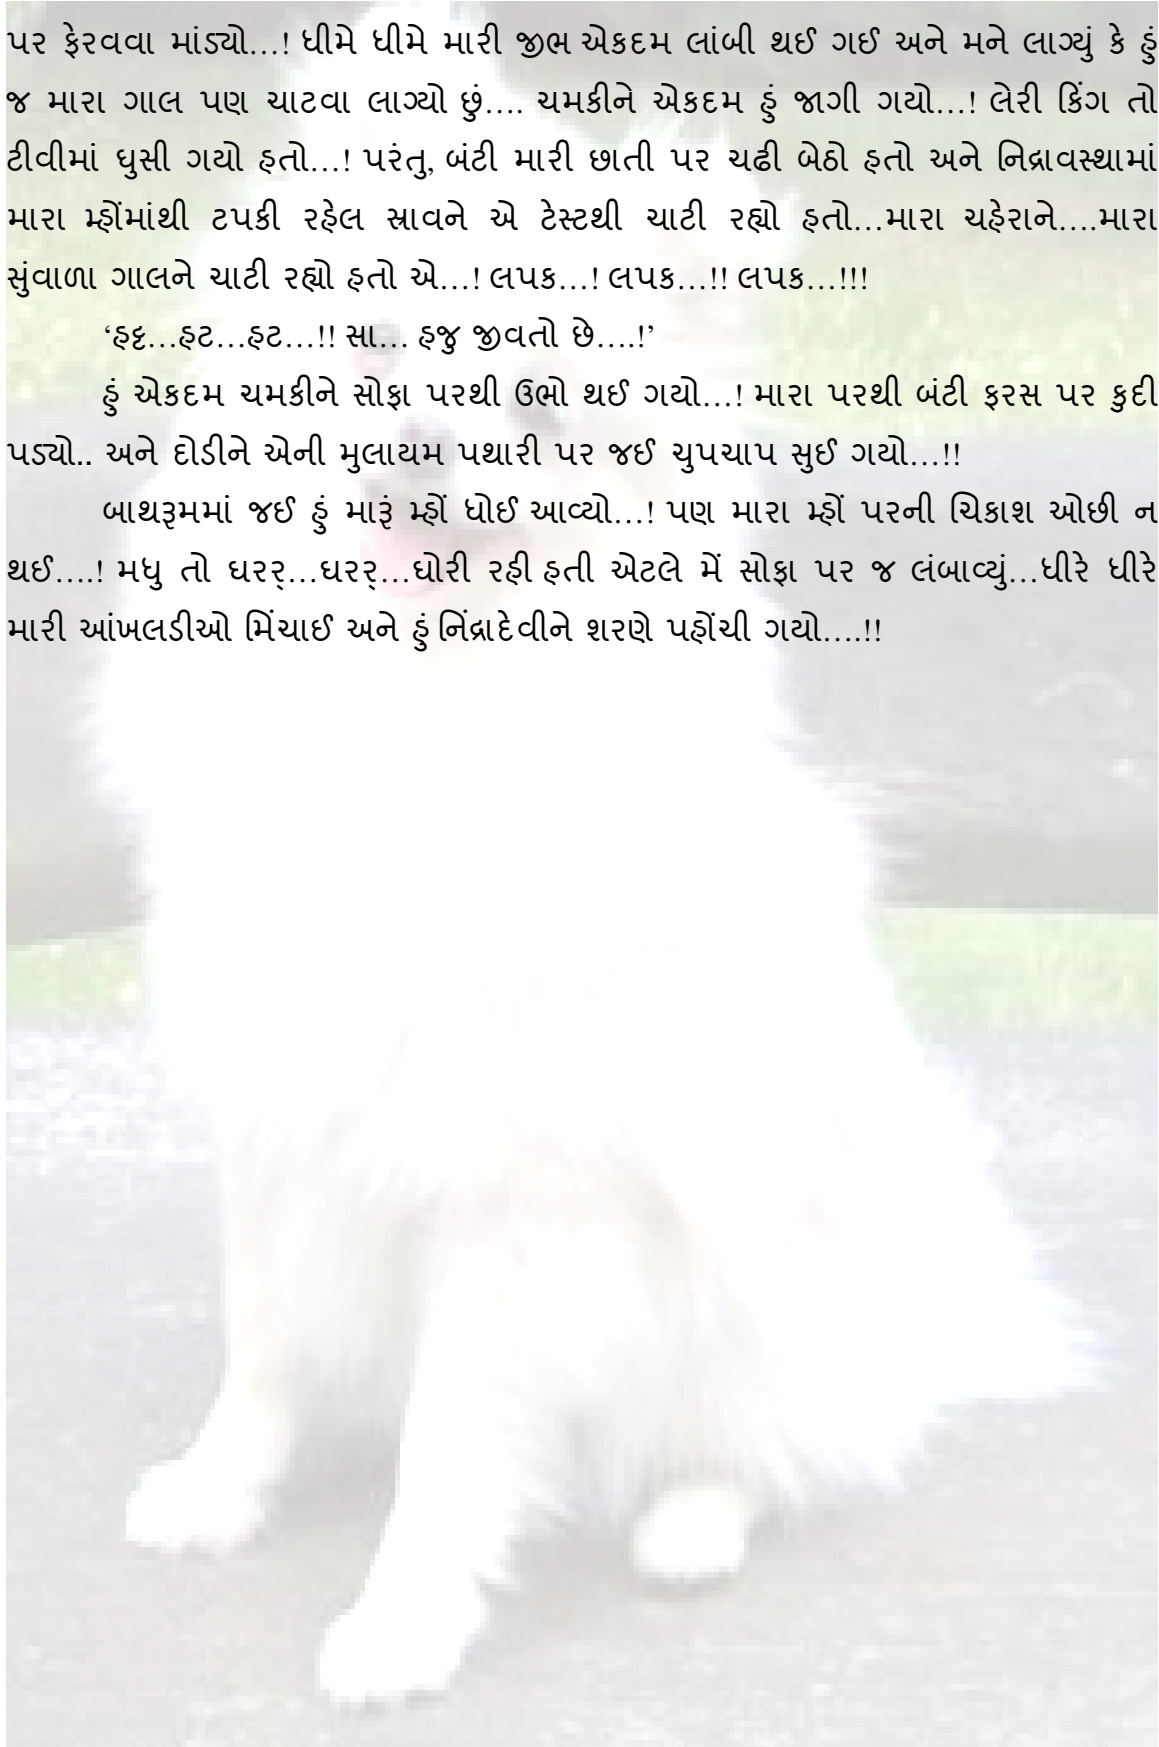 પર ફેરવવા માંડ્યો…! ધીમે ધીમે મારી જીભ એકદમ લાંબી થઈ ગઈ અને મને લાગ્યું કે હું
જ મારા ગાલ પણ ચાટવા લાગ્યો છું…. ચમકીને એકદમ હું જાગી ગયો…! લેરી કિંગ તો
ટીવીમાં ઘુસી ગયો હતો…! પરંતુ, બંટી મારી છાતી પર ચઢી બેઠો હતો અને નિદ્રાવસ્થામાં
મારા મ્હોંમાંથી ટપકી રહેલ સ્રાવને એ ટેસ્ટથી ચાટી રહ્યો હતો…મારા ચહેરાને….મારા
સુંવાળા ગાલને ચાટી રહ્યો હતો એ…! લપક…! લપક…!! લપક…!!!
‘હટ્ટ…હટ…હટ…!! સા… હજુ જીવતો છે….!’
હું એકદમ ચમકીને સોફા પરથી ઉભો થઈ ગયો…! મારા પરથી બંટી ફરસ પર કુદી
પડ્યો.. અને દોડીને એની મુલાયમ પથારી પર જઈ ચુપચાપ સુઈ ગયો…!!
બાથરૂમમાં જઈ હું મારૂં મ્હોં ધોઈ આવ્યો…! પણ મારા મ્હોં પરની ચિકાશ ઓછી ન
થઈ….! મધુ તો ઘરર્…ઘરર્…ઘોરી રહી હતી એટલે મેં સોફા પર જ લંબાવ્યું…ધીરે ધીરે
મારી આંખલડીઓ મિંચાઈ અને હું નિંદ્રાદેવીને શરણે પહોંચી ગયો….!!